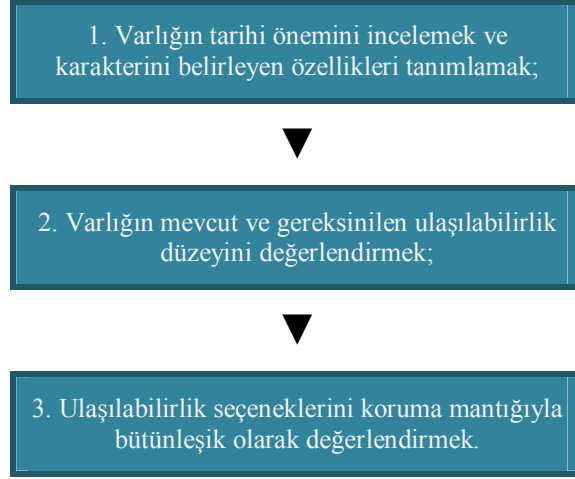 1. Varlığın tarihi önemini incelemek ve
karakterini belirleyen özellikleri tanımlamak;
2. Varlığın mevcut ve gereksinilen ulaşılabilirlik
düzeyini değerlendirmek;
3. Ulaşılabilirlik seçeneklerini koruma mantığıyla
bütünleşik olarak değerlendirmek.